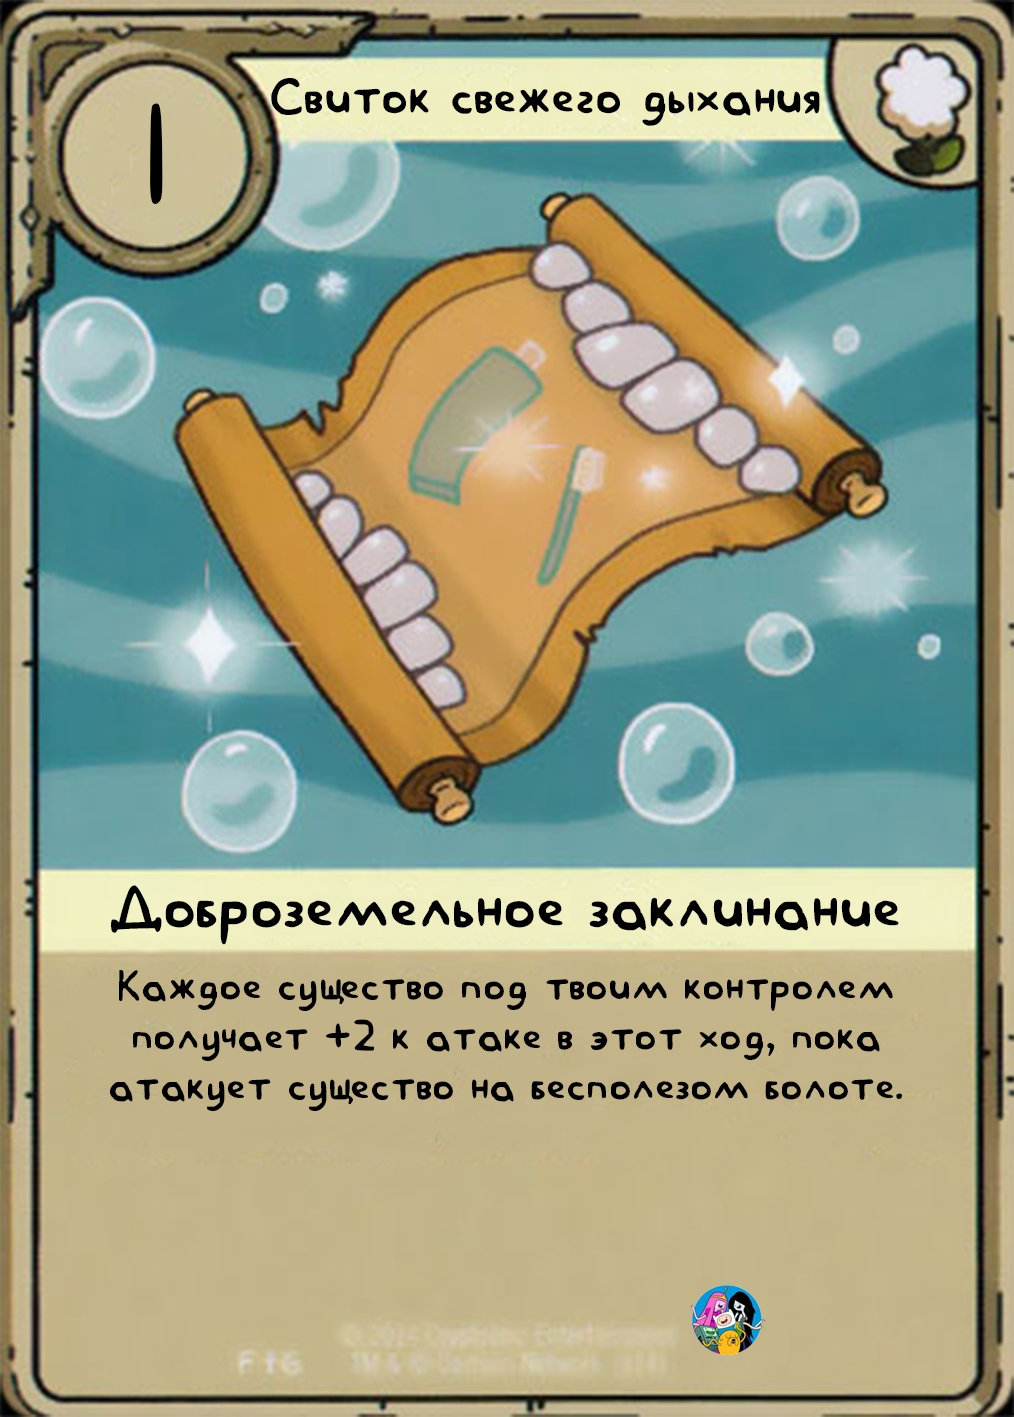 1
Свиток свежего дыхания
Доброземельное заклинание
Каждое существо под твоим контролем
получает +2 к атаке в этот ход, пока
атакует существо на бесполезом болоте.